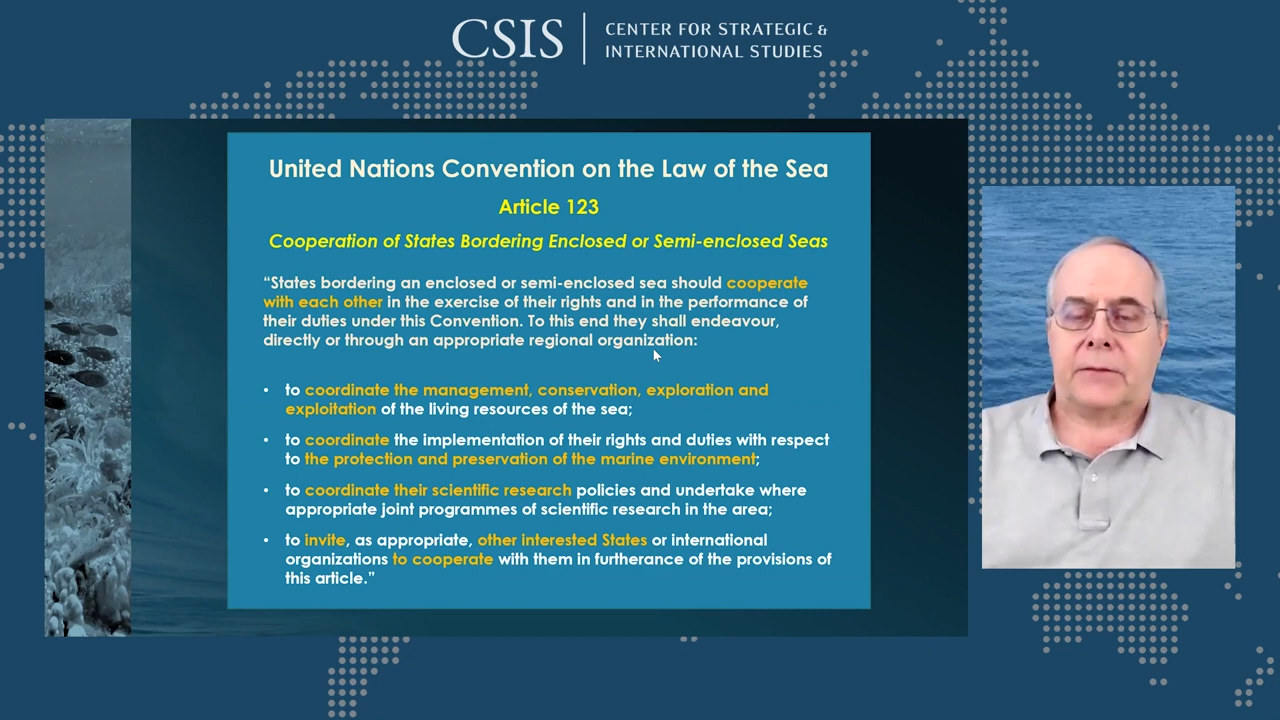 CSIS
CENTER FOR STRATEGIC &
INTERNATIONAL STUDIES
United Nations Convention on the Law of the Sea
Article 123
Cooperation of States Bordering Enclosed or Semi-enclosed Seas
“States bordering an enclosed or semi-enclosed sea should cooperate
with each other in the exercise of their rights and in the performance of
their duties under this Convention. To this end they shall endeavour,
directly or through an appropriate regional organization:
• to coordinate the management, conservation, exploration and
exploitation of the living resources of the sea;
• to coordinate the implementation of their rights and duties with respect
to the protection and preservation of the marine environment;
• to coordinate their scientific research policies and undertake where
appropriate joint programmes of scientific research in the area;
• to invite, as appropriate, other interested States or international
organizations to cooperate with them in furtherance of the provisions of
this article.”